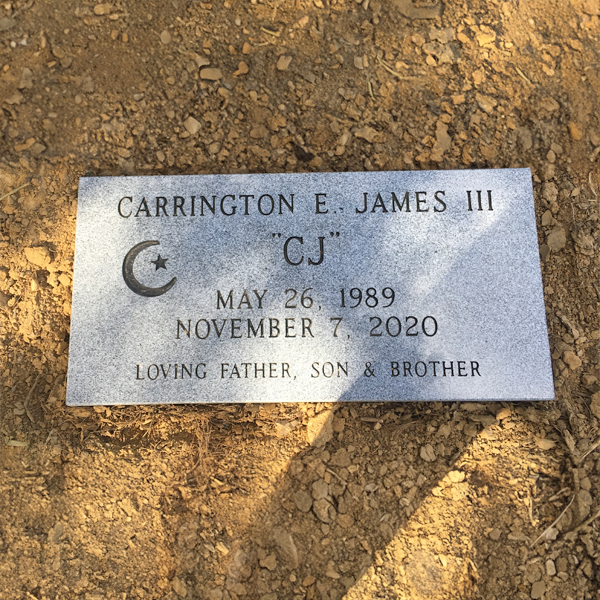 CARRINGTON E. JAMES III
"CJ"
MAY 26, 1989
NOVEMBER 7, 2020
LOVING FATHER, SON & BROTHER